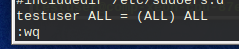 #includedir /etc/sudoers.d
testuser ALL = (ALL) ALL
:wq